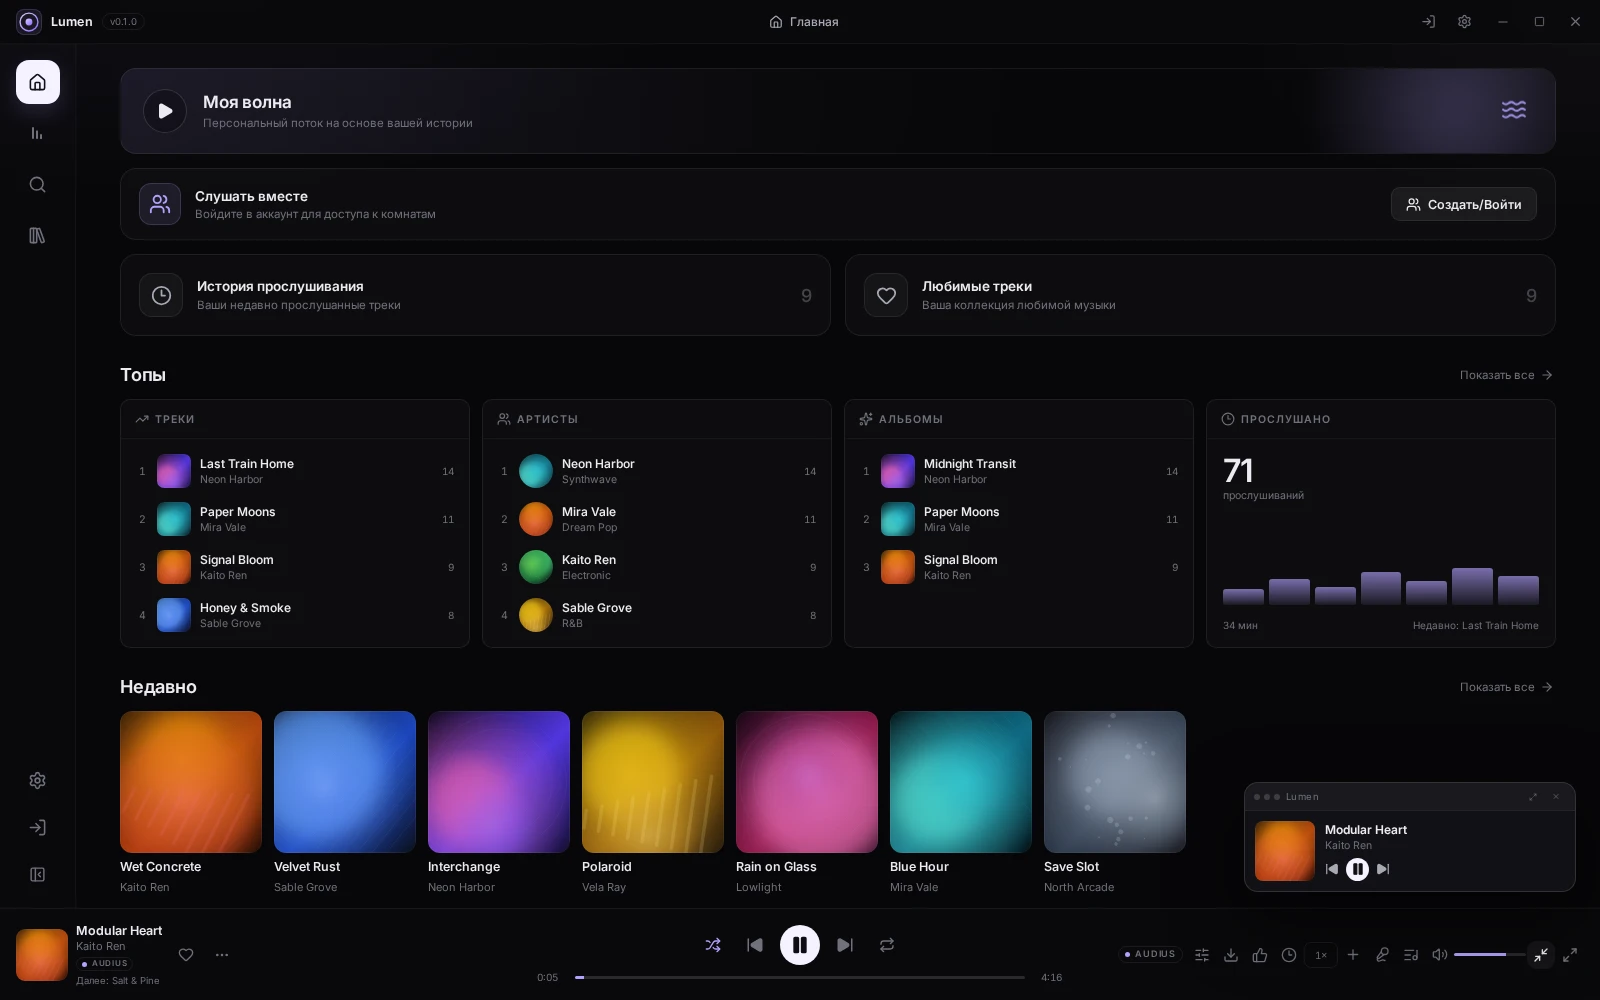 Lumen v0.1.0
Главная
Моя волна
Персональный поток на основе вашей истории
Слушать вместе
Войдите в аккаунт для доступа к комнатам
Создать/Войти
История прослушивания
Ваши недавно прослушанные треки
9
Любимые треки
Ваша коллекция любимой музыки
9
Топы
Показать все
ТРЕКИ
1
Last Train Home
Neon Harbor
14
2
Paper Moons
Mira Vale
11
3
Signal Bloom
Kaito Ren
9
4
Honey & Smoke
Sable Grove
8
АРТИСТЫ
1
Neon Harbor
Synthwave
14
2
Mira Vale
Dream Pop
11
3
Kaito Ren
Electronic
9
4
Sable Grove
R&B
8
АЛЬБОМЫ
1
Midnight Transit
Neon Harbor
14
2
Paper Moons
Mira Vale
11
3
Signal Bloom
Kaito Ren
9
ПРОСЛУШАНО
71
прослушиваний
34 мин
Недавно: Last Train Home
Недавно
Показать все
Wet Concrete
Kaito Ren
Velvet Rust
Sable Grove
Interchange
Neon Harbor
Polaroid
Vela Ray
Rain on Glass
Lowlight
Blue Hour
Mira Vale
Save Slot
North Arcade
Lumen
Modular Heart
Kaito Ren
Modular Heart
Kaito Ren
AUDIUS
Далее: Salt & Pine
0:05
4:16
AUDIUS
1×